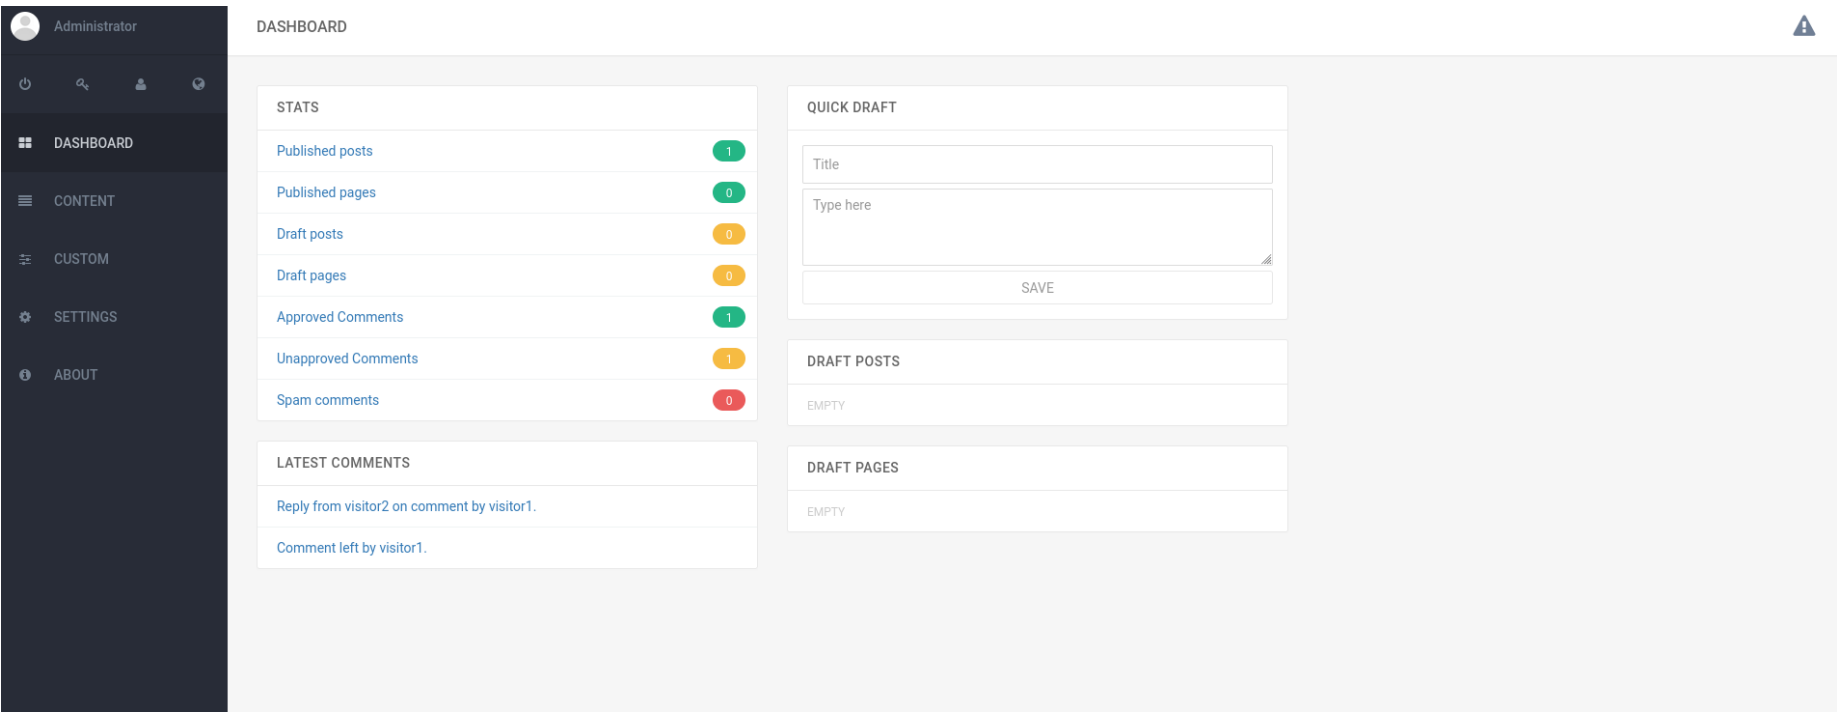 Administrator
DASHBOARD
CONTENT
CUSTOM
SETTINGS
ABOUT
DASHBOARD
STATS
Published posts 1
Published pages 0
Draft posts 0
Draft pages 0
Approved Comments 1
Unapproved Comments 1
Spam comments 0
LATEST COMMENTS
Reply from visitor2 on comment by visitor1.
Comment left by visitor1.
QUICK DRAFT
Title
Type here
SAVE
DRAFT POSTS
EMPTY
DRAFT PAGES
EMPTY